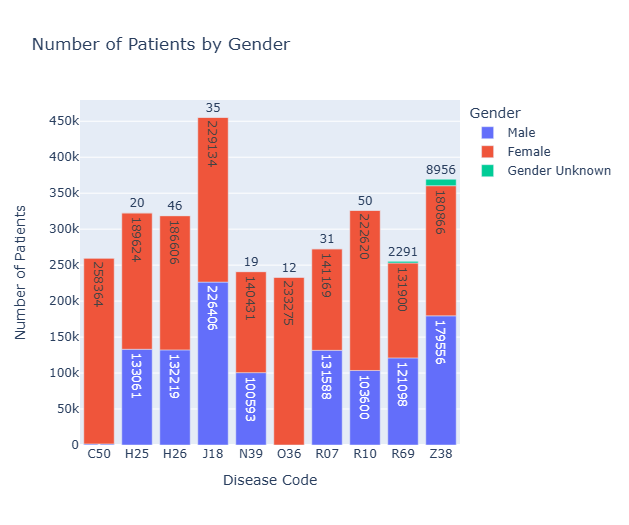 Number of Patients by Gender
Gender
Male
Female
Gender Unknown
Number of Patients
450k
400k
350k
300k
250k
200k
150k
100k
50k
0
258364
20
189624
133061
46
186606
132219
35
229134
226406
19
140431
100593
12
233275
31
141169
131588
50
222620
103600
2291
131900
121098
8956
180866
179556
C50 H25 H26 J18 N39 O36 R07 R10 R69 Z38
Disease Code